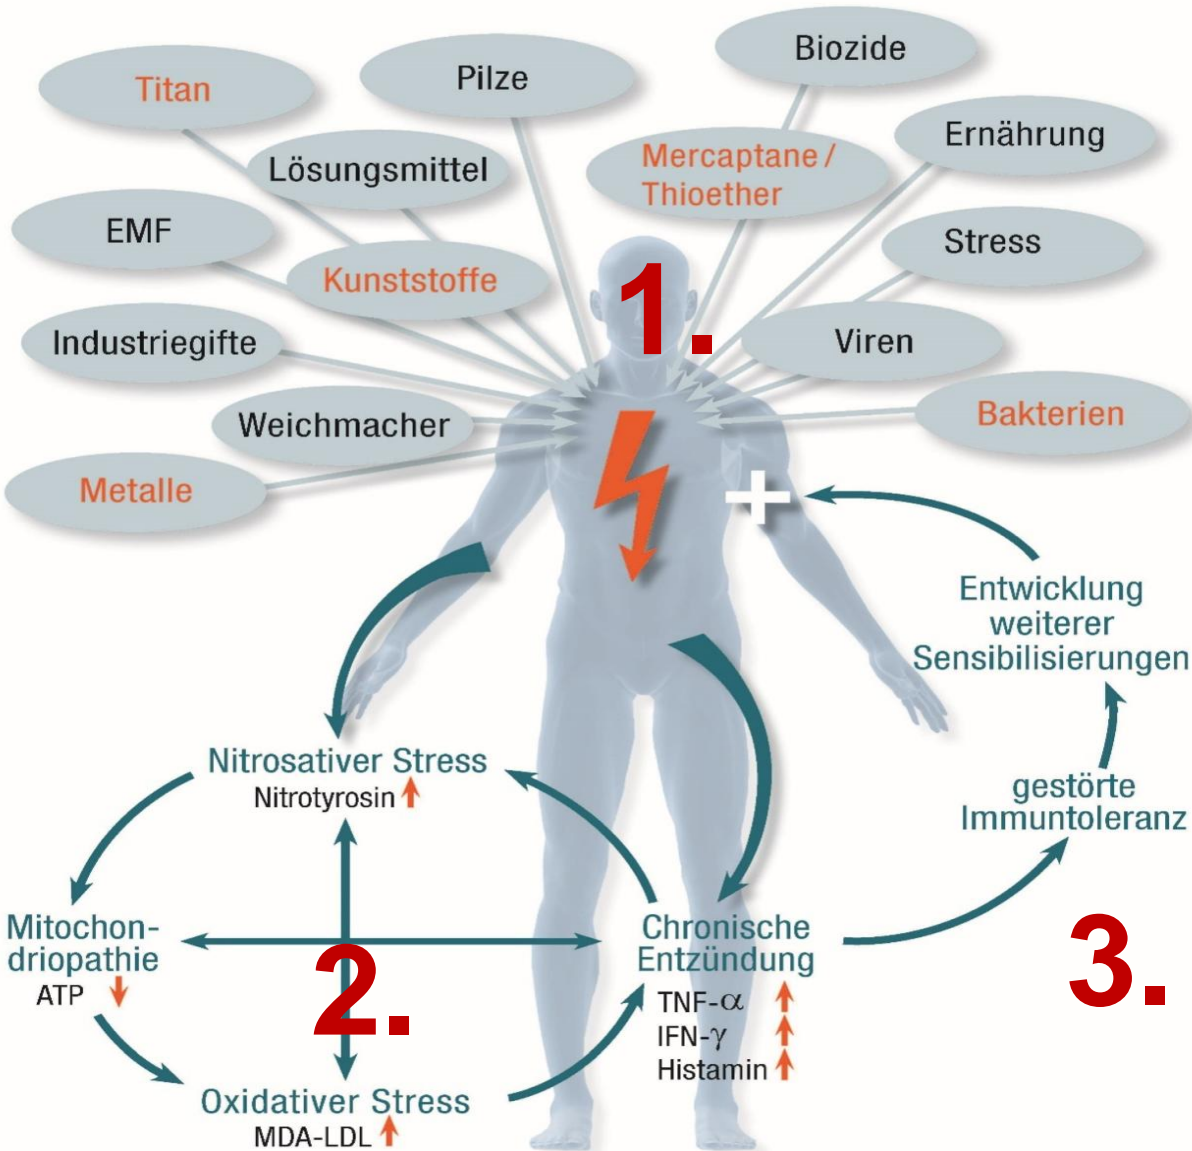 Biozide
Pilze
Titan
Ernährung
Lösungsmittel
Mercaptane /
Thioether
EMF
Stress
Kunststoffe
1.
Industriegifte
Viren
Weichmacher
Bakterien
Metalle
+
Entwicklung
weiterer
Sensibilisierungen
Nitrosativer Stress
Nitrotyrosin
gestörte
Immuntoleranz
Mitochon-
driopathie
ATP
2.
Chronische
Entzündung
TNF-α
IFN-γ
Histamin
3.
Oxidativer Stress
MDA-LDL